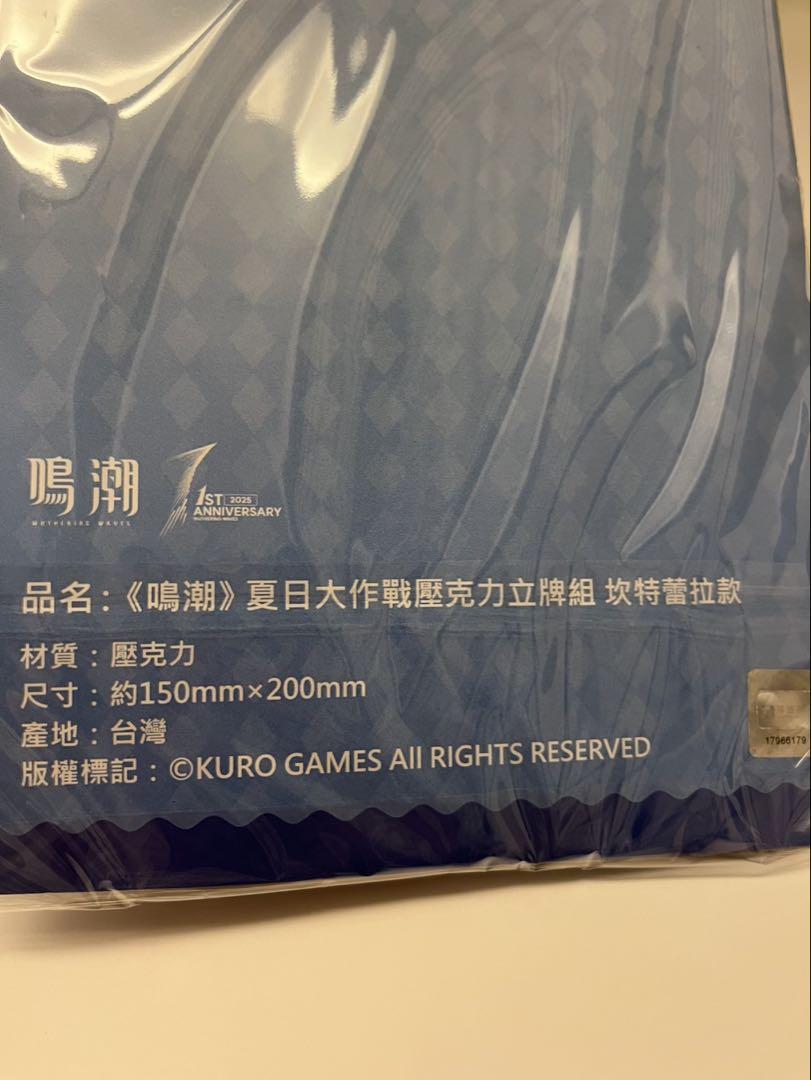 鳴潮
WUTHERING WAVES
1ST 2025
ANNIVERSARY
WUTHERING WAVES
品名：《鳴潮》夏日大作戰壓克力立牌組 坎特蕾拉款
材質：壓克力
尺寸：約150mm×200mm
產地：台灣
版權標記：©KURO GAMES All RIGHTS RESERVED
17966179